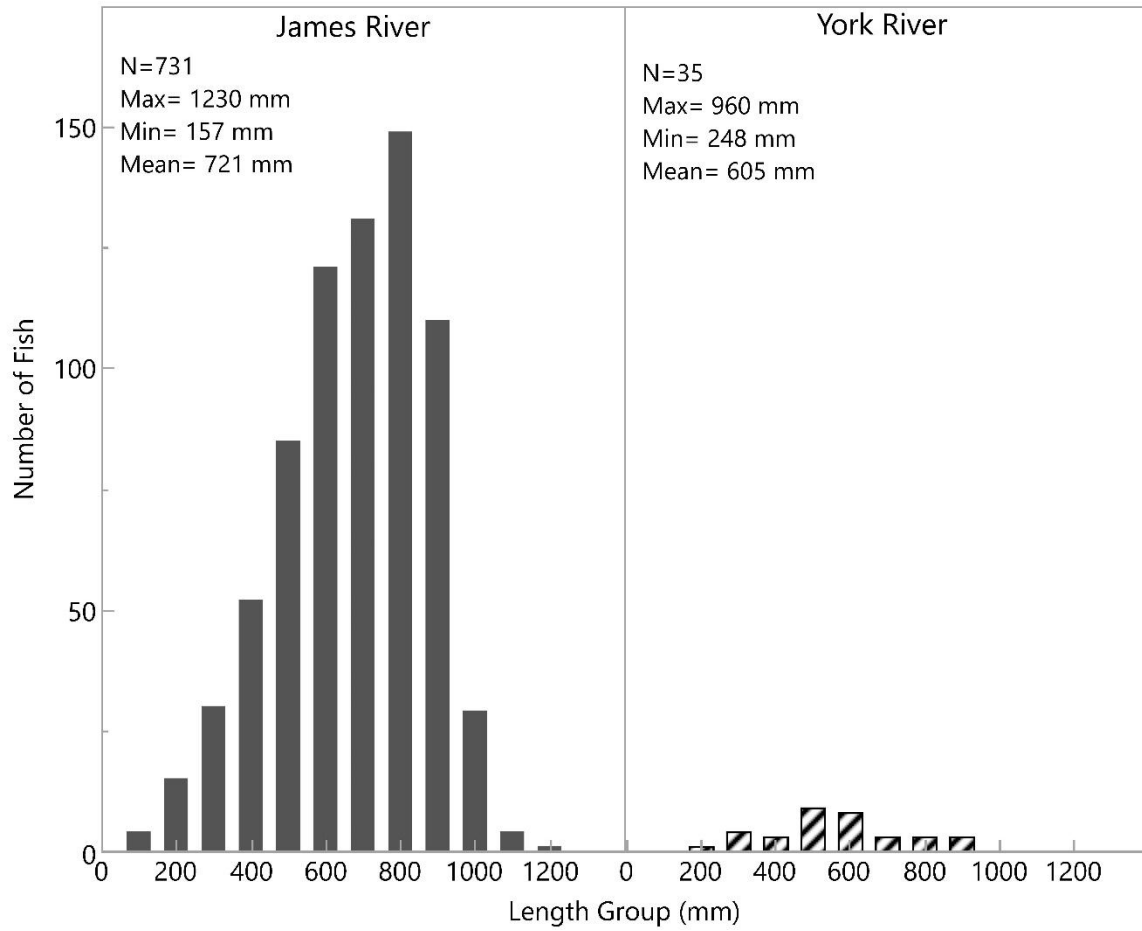 James River
N=731
Max= 1230 mm
Min= 157 mm
Mean= 721 mm
York River
N=35
Max= 960 mm
Min= 248 mm
Mean= 605 mm
Number of Fish
150
100
50
0
0 200 400 600 800 1000 1200 0 200 400 600 800 1000 1200
Length Group (mm)